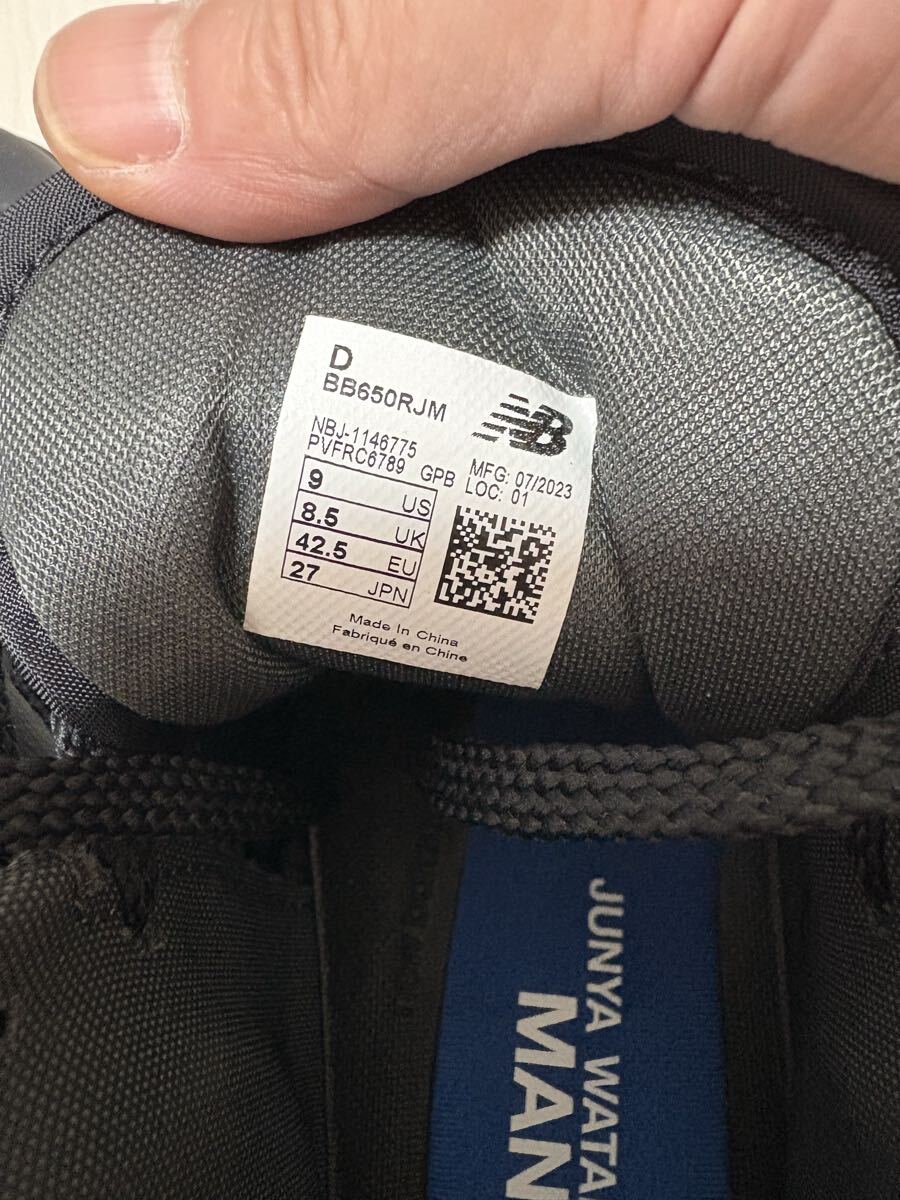 D
BB650RJM
NB
NBJ-1146775
PVFRC6789 GPB
MFG: 07/2023
LOC: 01
9 US
8.5 UK
42.5 EU
27 JPN
Made In China
Fabriqué en Chine
JUNYA WATA
MAN